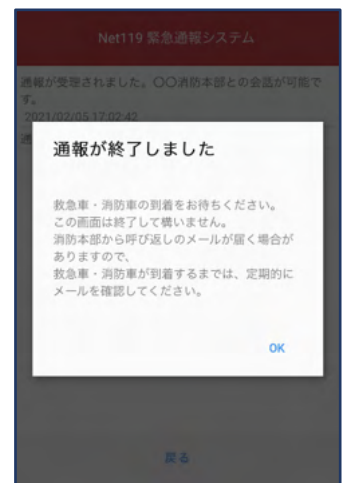 Net119 緊急通報システム
通報が受理されました。〇〇消防本部との会話が可能で
す。
2021/02/05 17:02:42
通
通報が終了しました
救急車・消防車の到着をお待ちください。
この画面は終了して構いません。
消防本部から呼び返しのメールが届く場合が
ありますので、
救急車・消防車が到着するまでは、定期的に
メールを確認してください。
OK
戻る